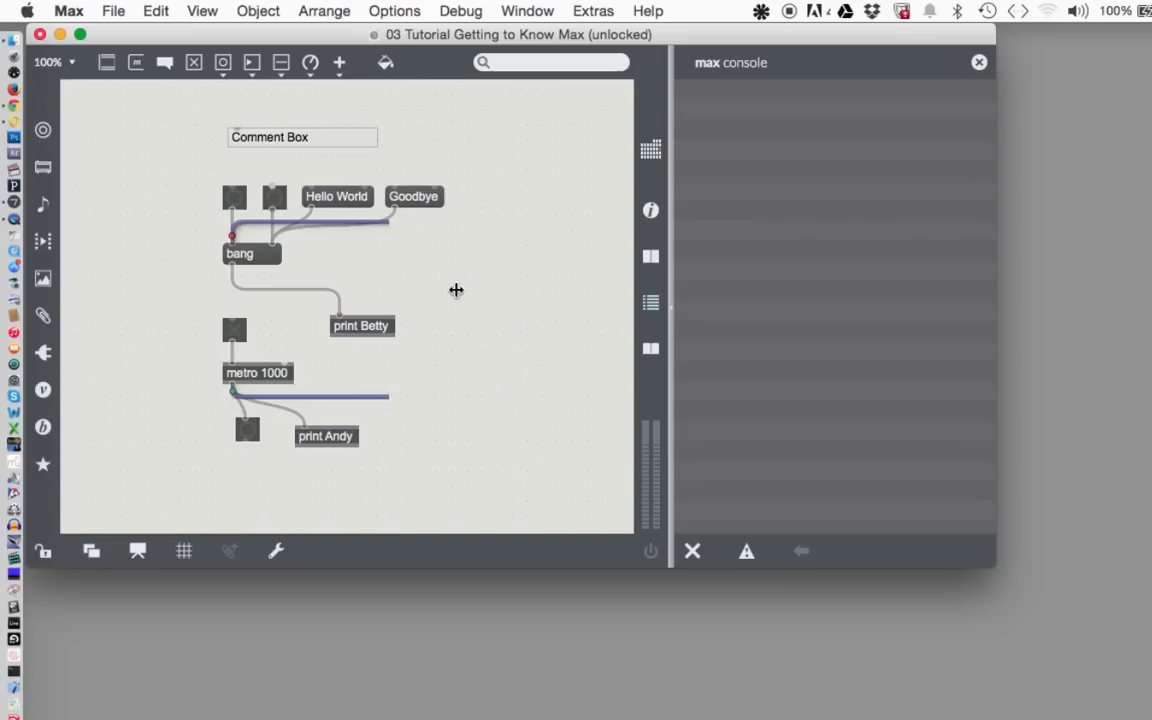 Max File Edit View Object Arrange Options Debug Window Extras Help 100%
03 Tutorial Getting to Know Max (unlocked)
100%
max console
Comment Box
Hello World Goodbye
bang
print Betty
metro 1000
print Andy